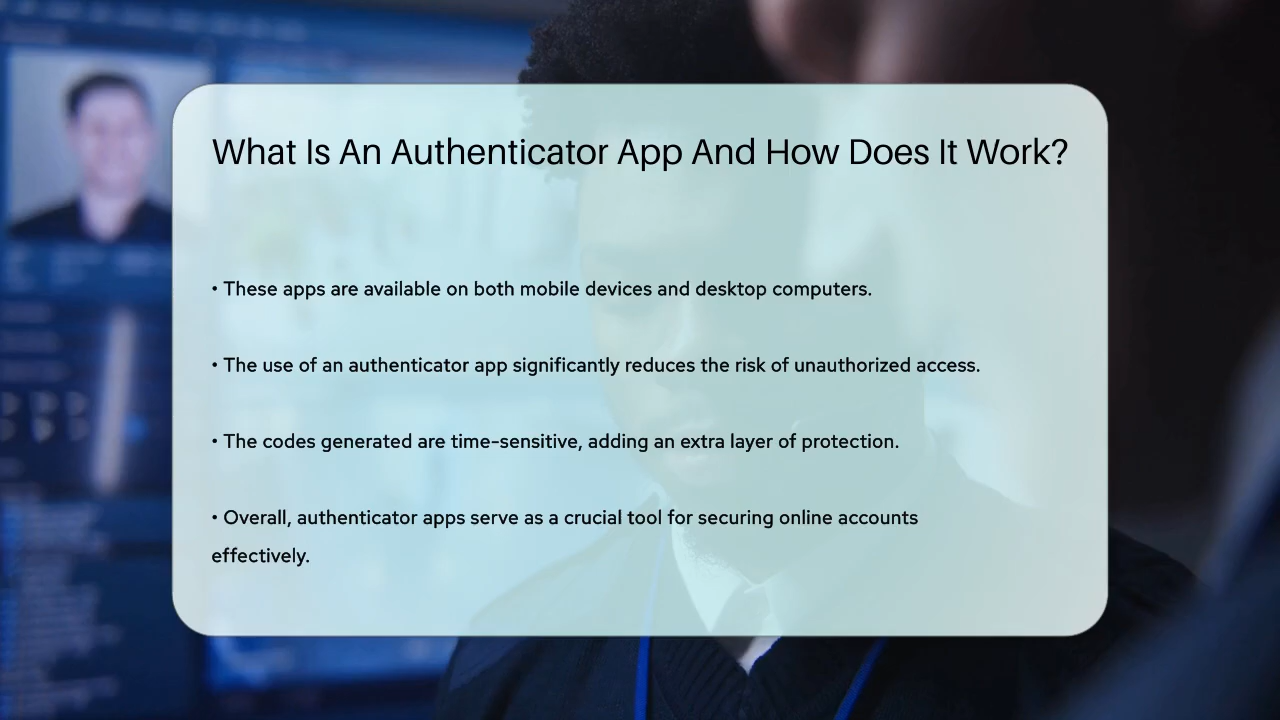 What Is An Authenticator App And How Does It Work?
• These apps are available on both mobile devices and desktop computers.
• The use of an authenticator app significantly reduces the risk of unauthorized access.
• The codes generated are time-sensitive, adding an extra layer of protection.
• Overall, authenticator apps serve as a crucial tool for securing online accounts
effectively.